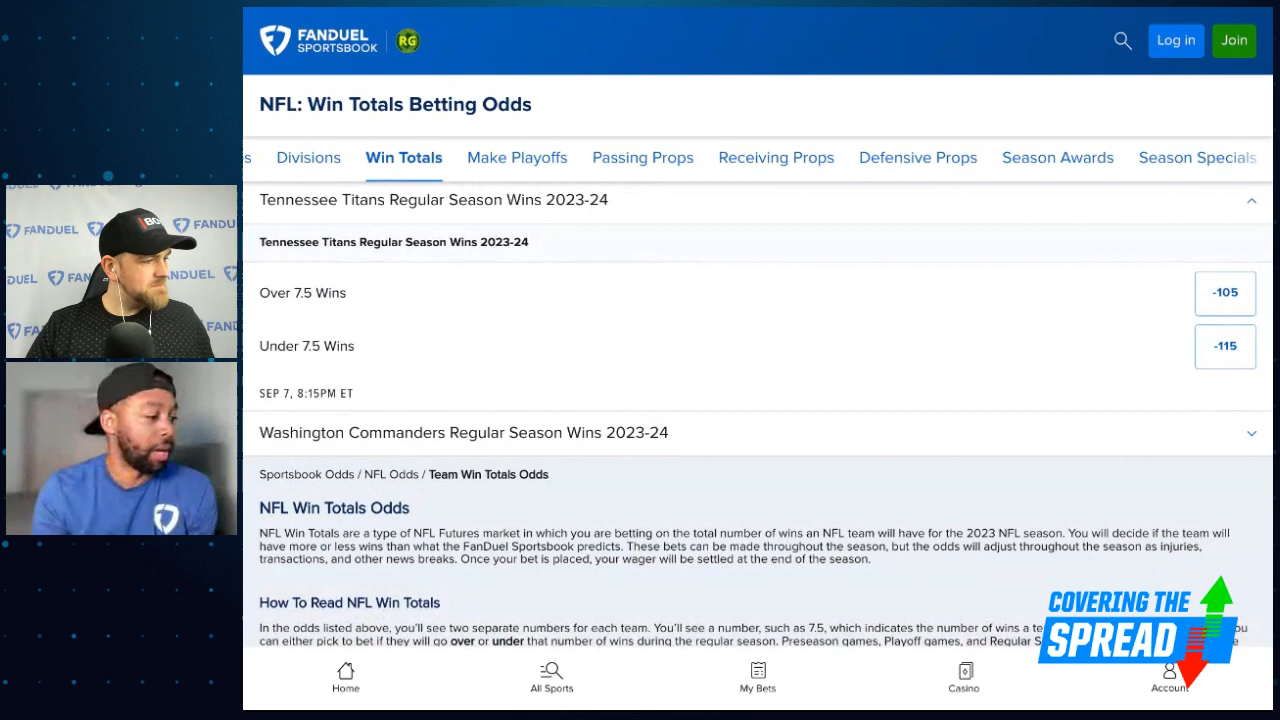 FANDUEL
SPORTSBOOK
RG
Log in
Join
NFL: Win Totals Betting Odds
s
Divisions
Win Totals
Make Playoffs
Passing Props
Receiving Props
Defensive Props
Season Awards
Season Specials
Tennessee Titans Regular Season Wins 2023-24
Tennessee Titans Regular Season Wins 2023-24
Over 7.5 Wins
-105
Under 7.5 Wins
-115
SEP 7, 8:15PM ET
Washington Commanders Regular Season Wins 2023-24
Sportsbook Odds / NFL Odds / Team Win Totals Odds
NFL Win Totals Odds
NFL Win Totals are a type of NFL Futures market in which you are betting on the total number of wins an NFL team will have for the 2023 NFL season. You will decide if the team will
have more or less wins than what the FanDuel Sportsbook predicts. These bets can be made throughout the season, but the odds will adjust throughout the season as injuries,
transactions, and other news breaks. Once your bet is placed, your wager will be settled at the end of the season.
How To Read NFL Win Totals
In the odds listed above, you'll see two separate numbers for each team. You'll see a number, such as 7.5, which indicates the number of wins a
can either pick to bet if they will go over or under that number of wins during the regular season. Preseason games, Playoff games, and Regular
COVERING THE
SPREAD
Home
All Sports
My Bets
Casino
Account
FANDUEL
FANDUEL